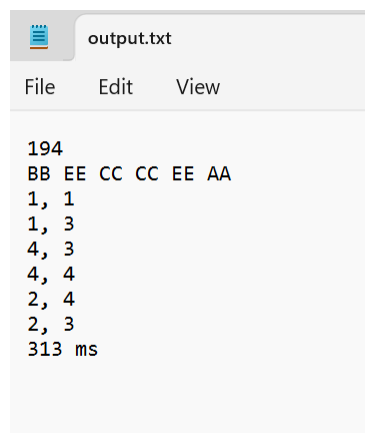 output.txt
File Edit View
194
BB EE CC CC EE AA
1, 1
1, 3
4, 3
4, 4
2, 4
2, 3
313 ms